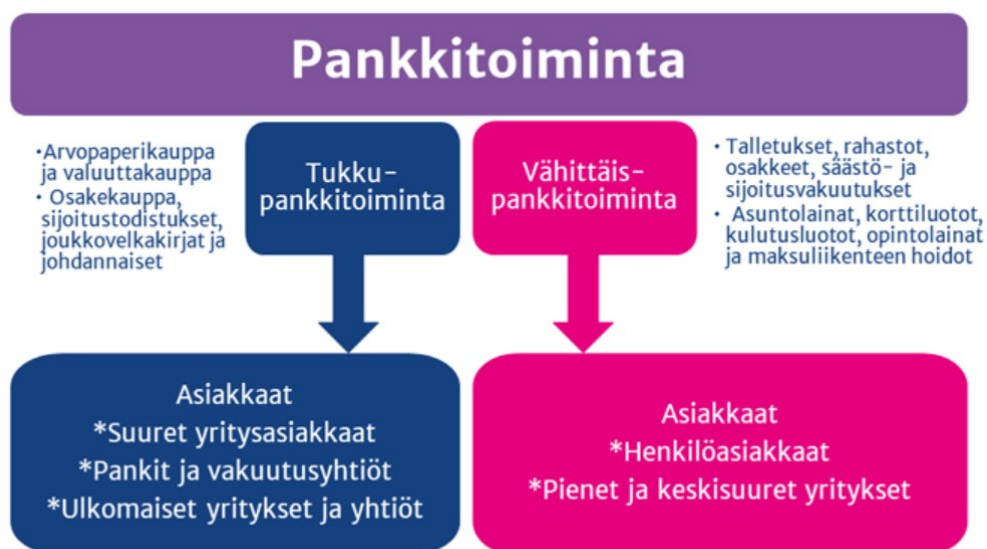 Pankkitoiminta
•Arvopaperikauppa
ja valuuttakauppa
• Osakekauppa,
sijoitustodistukset,
joukkovelkakirjat ja
johdannaiset
Tukku-
pankkitoiminta
Vähittäis-
pankkitoiminta
• Talletukset, rahastot,
osakkeet, säästö- ja
sijoitusvakuutukset
• Asuntolainat, korttiluotot,
kulutusluotot, opintolainat
ja maksuliikenteen hoidot
Asiakkaat
*Suuret yritysasiakkaat
*Pankit ja vakuutusyhtiöt
*Ulkomaiset yritykset ja yhtiöt
Asiakkaat
*Henkilöasiakkaat
*Pienet ja keskisuuret yritykset